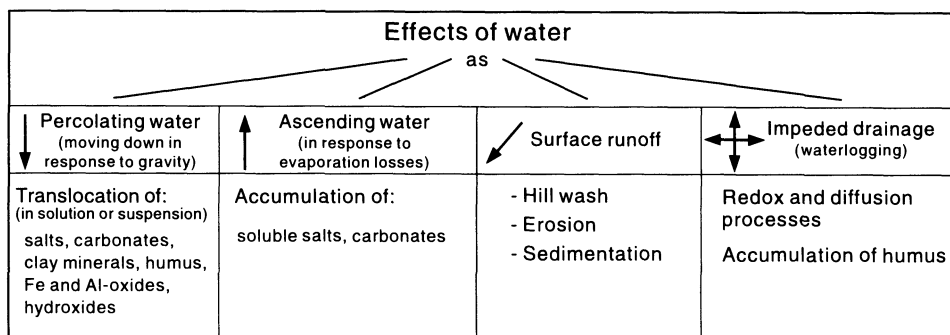 Effects of water
as
Percolating water
(moving down in
response to gravity)
Ascending water
(in response to
evaporation losses)
Surface runoff
Impeded drainage
(waterlogging)
Translocation of:
(in solution or suspension)
salts, carbonates,
clay minerals, humus,
Fe and Al-oxides,
hydroxides
Accumulation of:
soluble salts, carbonates
- Hill wash
- Erosion
- Sedimentation
Redox and diffusion
processes
Accumulation of humus